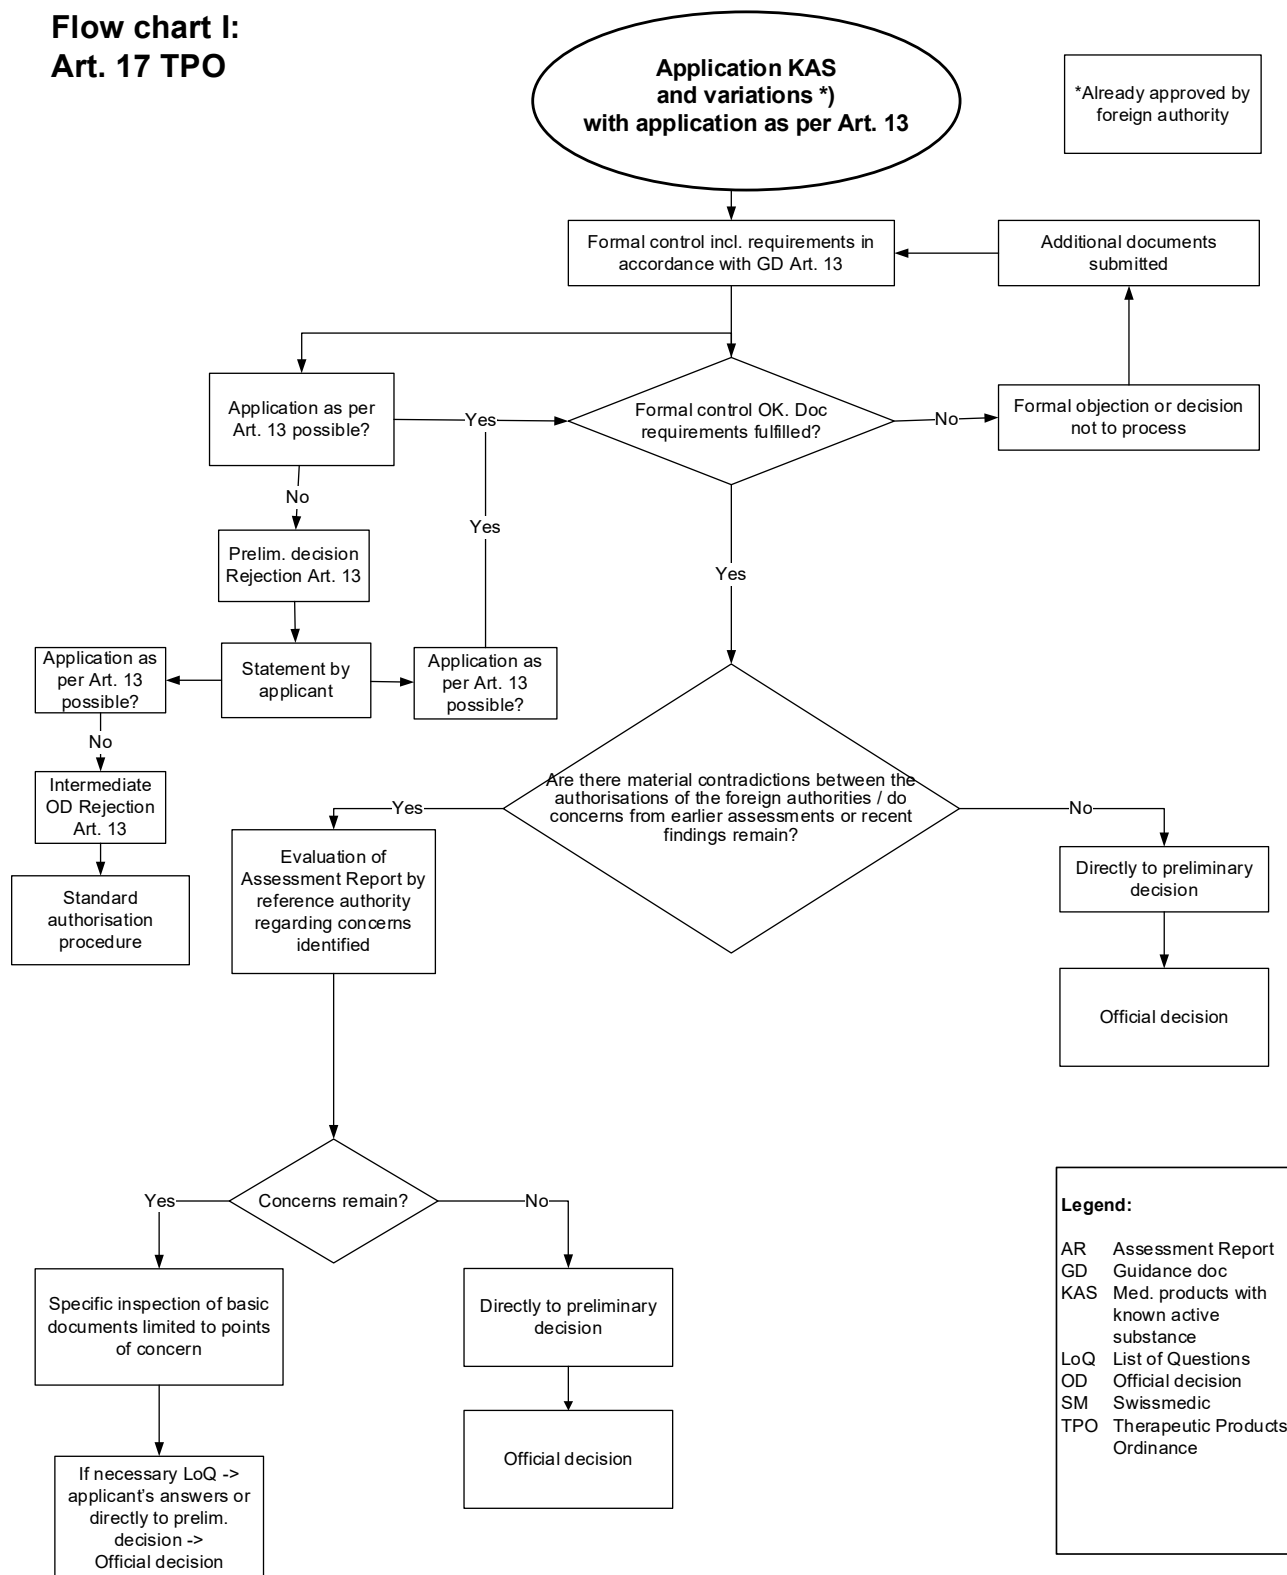 Flow chart I:
Art. 17 TPO
Application KAS
and variations *)
with application as per Art. 13
*Already approved by
foreign authority
Formal control incl. requirements in
accordance with GD Art. 13
Additional documents
submitted
Application as per
Art. 13 possible?
Yes
Formal control OK. Doc
requirements fulfilled?
No
Formal objection or decision
not to process
No
Yes
Prelim. decision
Rejection Art. 13
Yes
Application as
per Art. 13
possible?
Statement by
applicant
Application as
per Art. 13
possible?
No
Intermediate
OD Rejection
Art. 13
Standard
authorisation
procedure
Are there material contradictions between the
authorisations of the foreign authorities / do
concerns from earlier assessments or recent
findings remain?
Yes
No
Evaluation of
Assessment Report by
reference authority
regarding concerns
identified
Directly to preliminary
decision
Official decision
Concerns remain?
Yes
No
Specific inspection of basic
documents limited to points
of concern
Directly to preliminary
decision
Official decision
If necessary LoQ ->
applicant's answers or
directly to prelim.
decision ->
Official decision
Legend:
AR Assessment Report
GD Guidance doc
KAS Med. products with
known active
substance
LoQ List of Questions
OD Official decision
SM Swissmedic
TPO Therapeutic Products
Ordinance